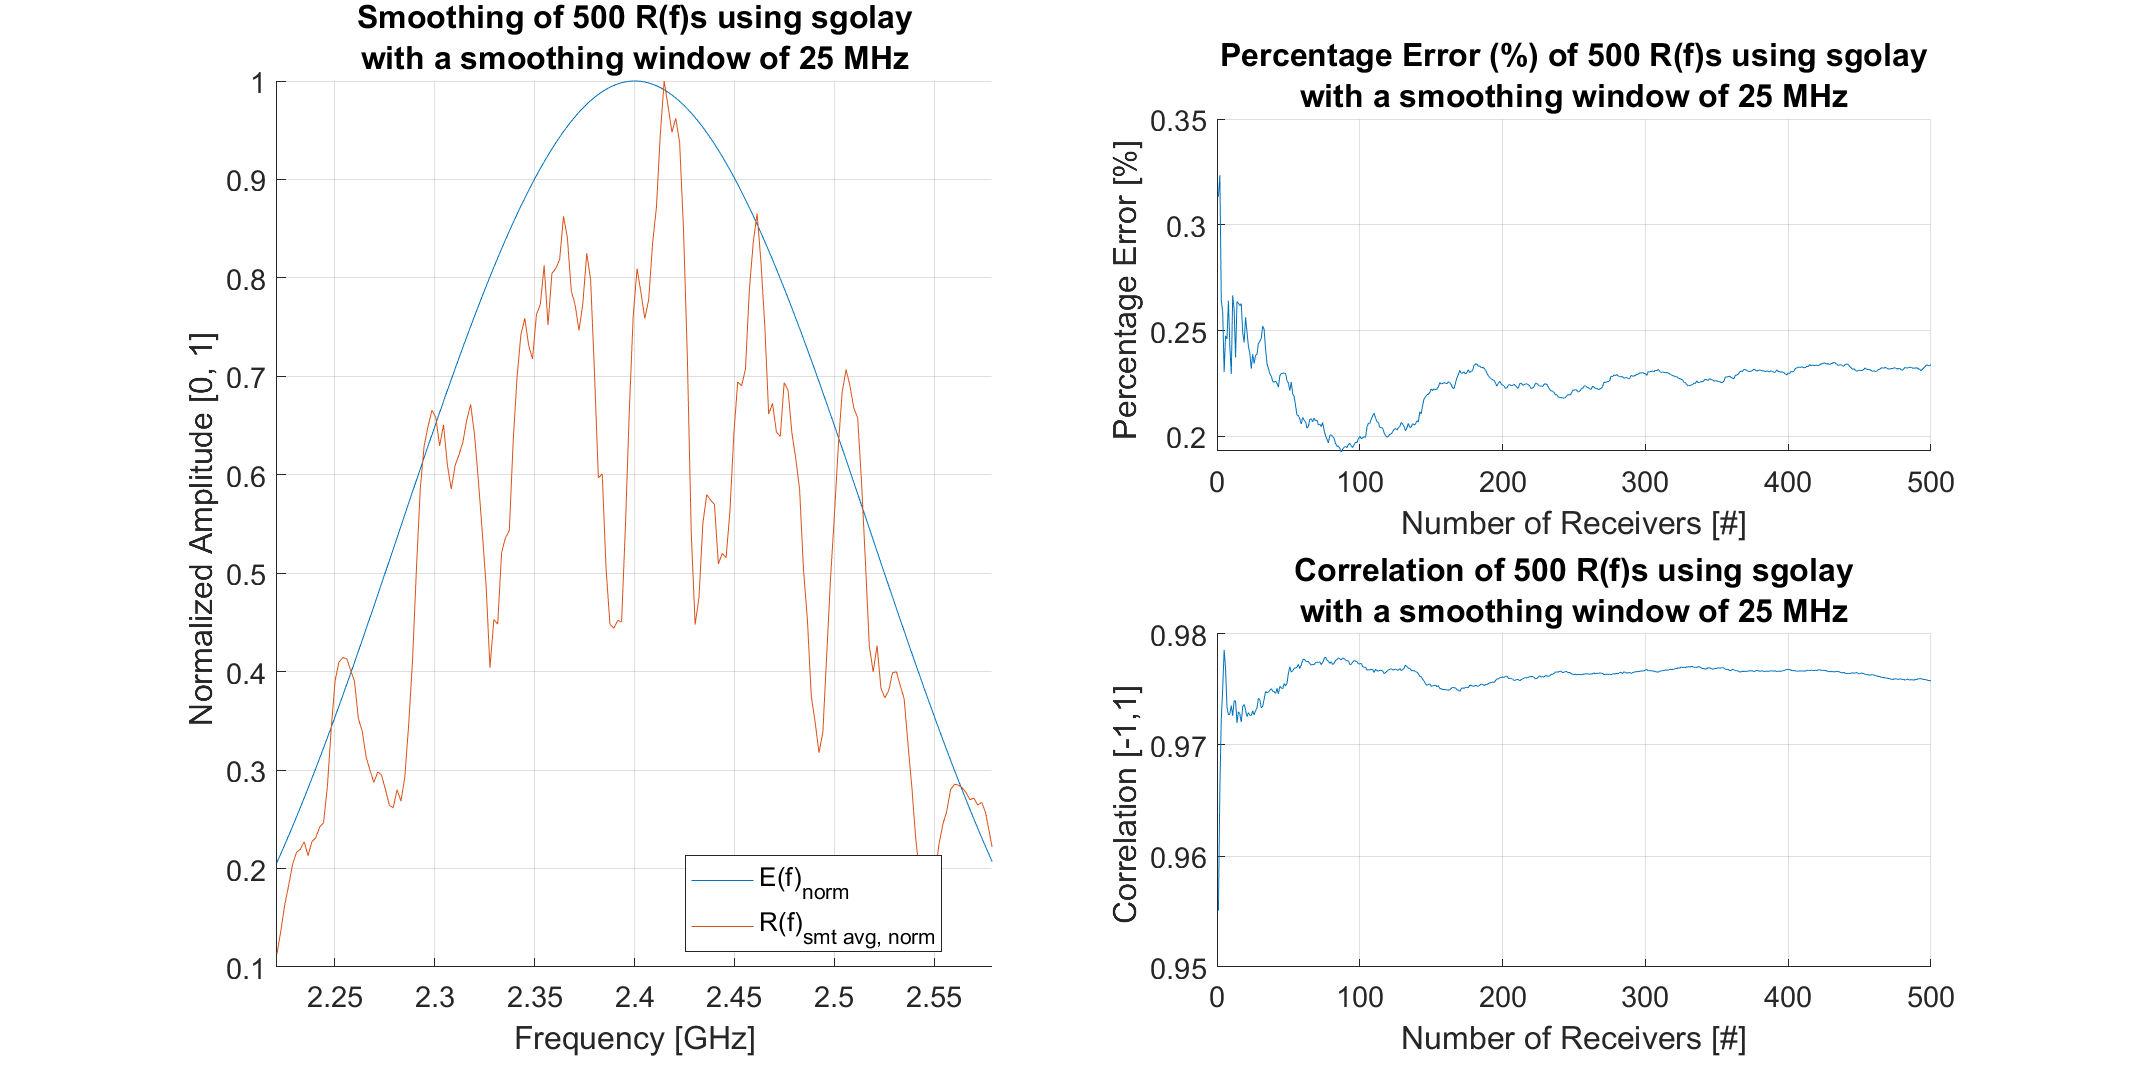 Smoothing of 500 R(f)s using sgolay
with a smoothing window of 25 MHz
1
0.9
0.8
0.7
0.6
0.5
0.4
0.3
0.2
0.1
Normalized Amplitude [0, 1]
2.25 2.3 2.35 2.4 2.45 2.5 2.55
Frequency [GHz]
E(f)norm
R(f)smt avg, norm
Percentage Error (%) of 500 R(f)s using sgolay
with a smoothing window of 25 MHz
0.35
0.3
0.25
0.2
Percentage Error [%]
0 100 200 300 400 500
Number of Receivers [#]
Correlation of 500 R(f)s using sgolay
with a smoothing window of 25 MHz
0.98
0.97
0.96
0.95
Correlation [-1,1]
0 100 200 300 400 500
Number of Receivers [#]